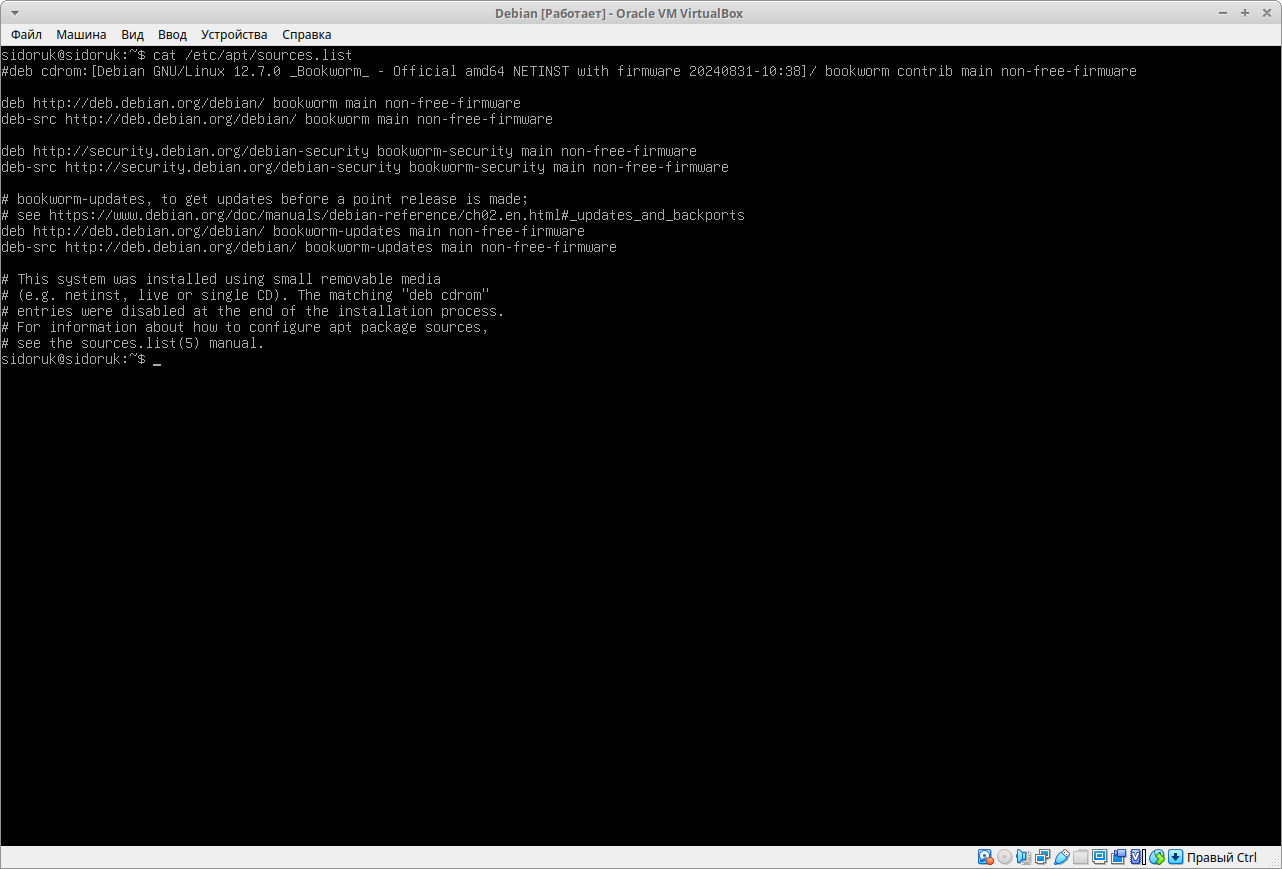 Debian [Работает] - Oracle VM VirtualBox
Файл Машина Вид Ввод Устройства Справка
sidoruk@sidoruk:~$ cat /etc/apt/sources.list
#deb cdrom:[Debian GNU/Linux 12.7.0 _Bookworm_ - Official amd64 NETINST with firmware 20240831-10:38]/ bookworm contrib main non-free-firmware
deb http://deb.debian.org/debian/ bookworm main non-free-firmware
deb-src http://deb.debian.org/debian/ bookworm main non-free-firmware
deb http://security.debian.org/debian-security bookworm-security main non-free-firmware
deb-src http://security.debian.org/debian-security bookworm-security main non-free-firmware
# bookworm-updates, to get updates before a point release is made;
# see https://www.debian.org/doc/manuals/debian-reference/ch02.en.html#_updates_and_backports
deb http://deb.debian.org/debian/ bookworm-updates main non-free-firmware
deb-src http://deb.debian.org/debian/ bookworm-updates main non-free-firmware
# This system was installed using small removable media
# (e.g. netinst, live or single CD). The matching "deb cdrom"
# entries were disabled at the end of the installation process.
# For information about how to configure apt package sources,
# see the sources.list(5) manual.
sidoruk@sidoruk:~$ _
Правый Ctrl